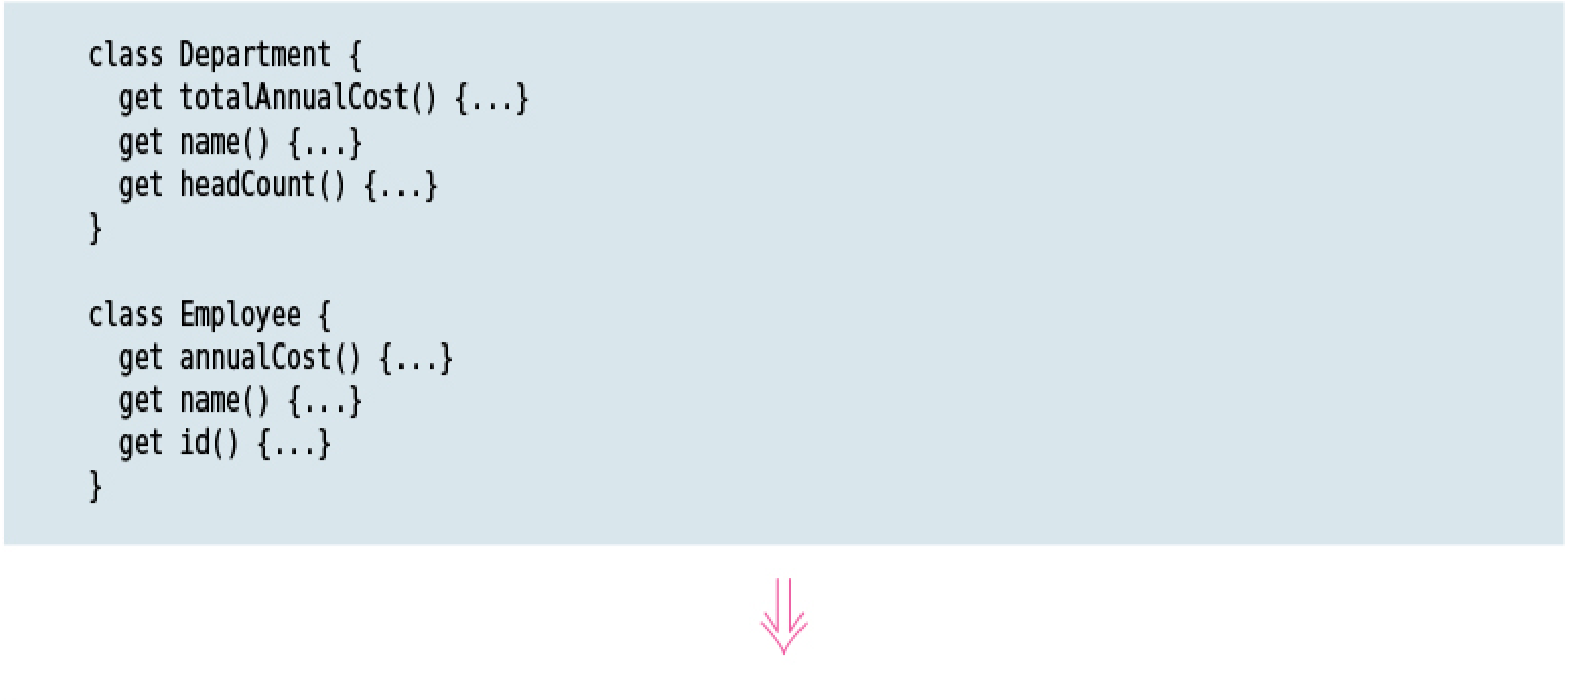 class Department {
  get totalAnnualCost() {...}
  get name() {...}
  get headCount() {...}
}

class Employee {
  get annualCost() {...}
  get name() {...}
  get id() {...}
}